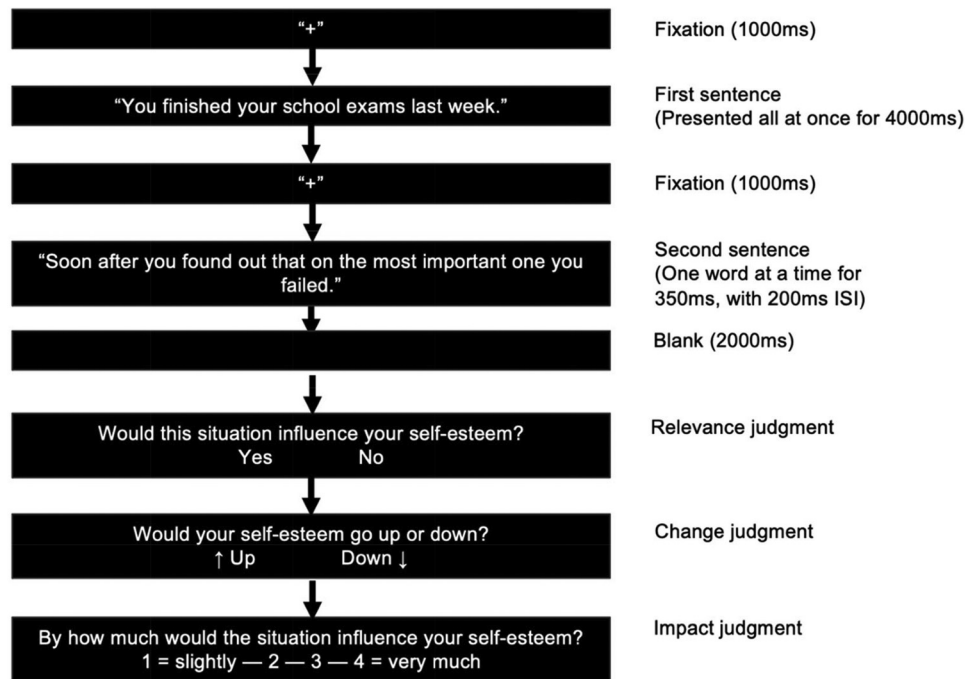 “+”
Fixation (1000ms)
“You finished your school exams last week.”
First sentence
(Presented all at once for 4000ms)
“+”
Fixation (1000ms)
“Soon after you found out that on the most important one you
failed.”
Second sentence
(One word at a time for
350ms, with 200ms ISI)
Blank (2000ms)
Would this situation influence your self-esteem?
Yes No
Relevance judgment
Would your self-esteem go up or down?
↑ Up Down ↓
Change judgment
By how much would the situation influence your self-esteem?
1 = slightly — 2 — 3 — 4 = very much
Impact judgment